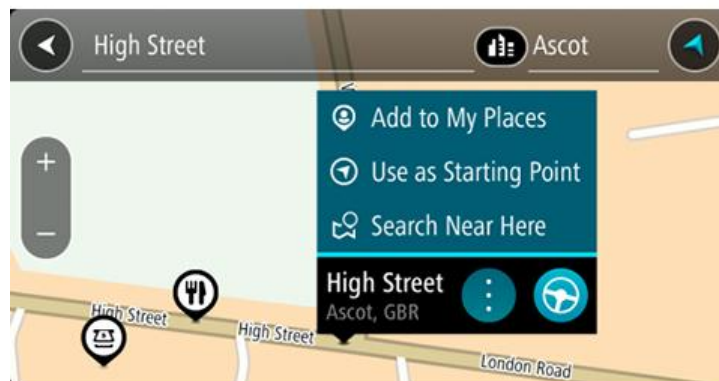 High Street
Ascot
Add to My Places
Use as Starting Point
Search Near Here
High Street
Ascot, GBR
High Street
High Street
London Road